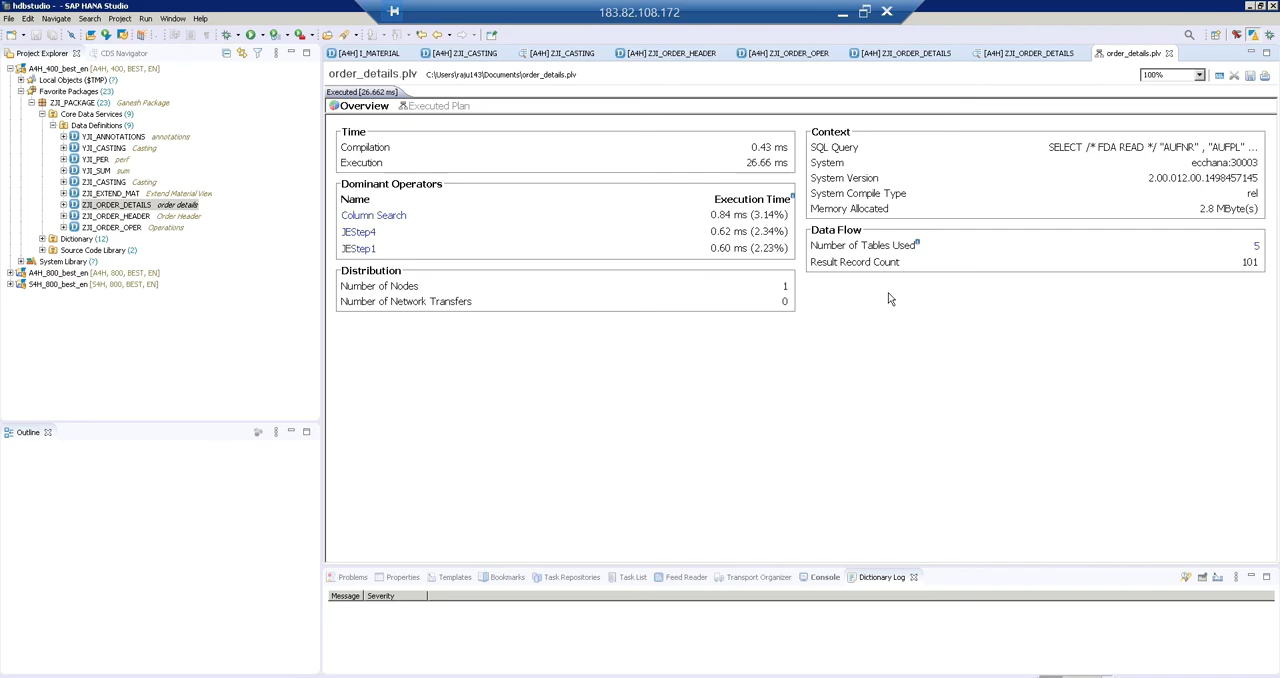 hdbstudio - - SAP HANA Studio
183.82.108.172
File Edit Navigate Search Project Run Window Help
Project Explorer CDS Navigator
[A4H] I_MATERIAL [A4H] ZJI_CASTING [A4H] ZJI_CASTING [A4H] ZJI_ORDER_HEADER [A4H] ZJI_ORDER_OPER [A4H] ZJI_ORDER_DETAILS [A4H] ZJI_ORDER_DETAILS order_details.plv
A4H_400_best_en [A4H, 400, BEST, EN]
Local Objects ($TMP) (?)
Favorite Packages (23)
ZJI_PACKAGE (23) Ganesh Package
Core Data Services (9)
Data Definitions (9)
YJI_ANNOTATIONS annotations
YJI_CASTING Casting
YJI_PER perf
YJI_SUM sum
ZJI_CASTING Casting
ZJI_EXTEND_MAT Extend Material View
ZJI_ORDER_DETAILS order details
ZJI_ORDER_HEADER Order Header
ZJI_ORDER_OPER Operations
Dictionary (12)
Source Code Library (2)
System Library (?)
A4H_800_best_en [A4H, 800, BEST, EN]
S4H_800_best_en [S4H, 800, BEST, EN]
Outline
order_details.plv C:\Users\raju143\Documents\order_details.plv
100%
Executed [26.662 ms]
Overview Executed Plan
Time
Compilation 0.43 ms
Execution 26.66 ms
Dominant Operators
Name Execution Time
Column Search 0.84 ms (3.14%)
JEStep4 0.62 ms (2.34%)
JEStep1 0.60 ms (2.23%)
Distribution
Number of Nodes 1
Number of Network Transfers 0
Context
SQL Query SELECT /* FDA READ */ "AUFNR" , "AUFPL" ...
System ecchana:30003
System Version 2.00.012.00.1498457145
System Compile Type rel
Memory Allocated 2.8 MByte(s)
Data Flow
Number of Tables Used 5
Result Record Count 101
Problems Properties Templates Bookmarks Task Repositories Task List Feed Reader Transport Organizer Console Dictionary Log
Message Severity